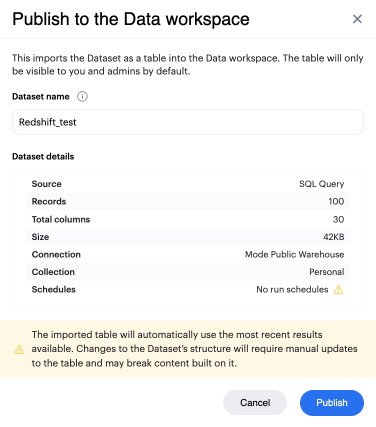 Publish to the Data workspace
This imports the Dataset as a table into the Data workspace. The table will only
be visible to you and admins by default.
Dataset name
Redshift_test
Dataset details
Source SQL Query
Records 100
Total columns 30
Size 42KB
Connection Mode Public Warehouse
Collection Personal
Schedules No run schedules
The imported table will automatically use the most recent results
available. Changes to the Dataset's structure will require manual updates
to the table and may break content built on it.
Cancel Publish